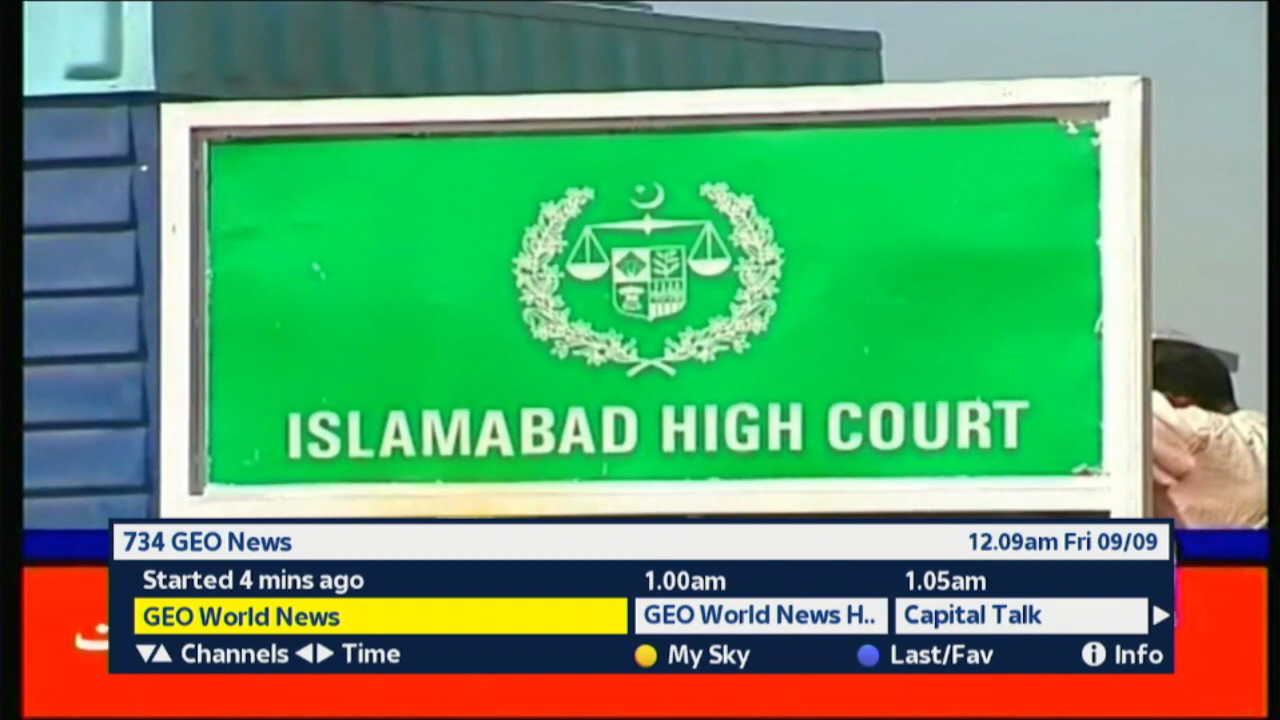 ISLAMABAD HIGH COURT
734 GEO News 12.09am Fri 09/09
Started 4 mins ago 1.00am 1.05am
GEO World News GEO World News H.. Capital Talk
Channels Time My Sky Last/Fav Info